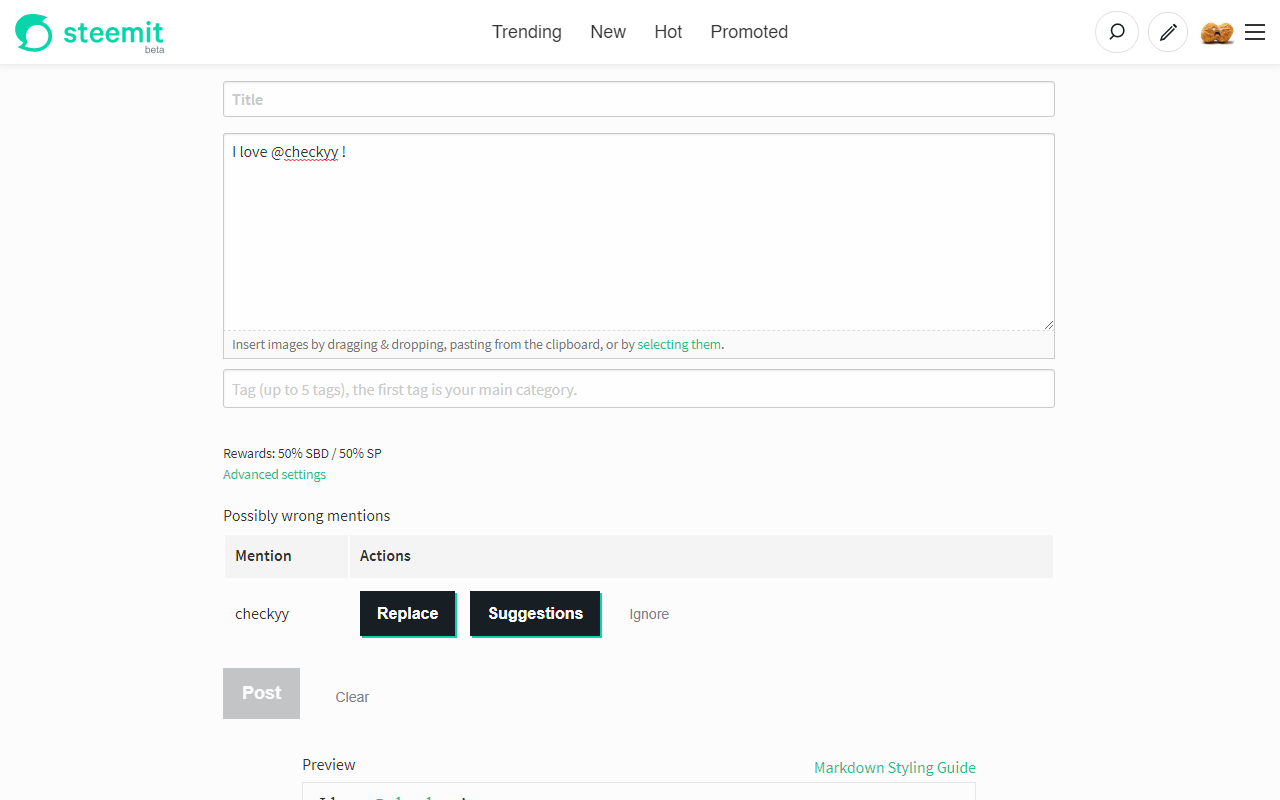 steemit
beta
Trending New Hot Promoted
Title
I love @checkyy !
Insert images by dragging & dropping, pasting from the clipboard, or by selecting them.
Tag (up to 5 tags), the first tag is your main category.
Rewards: 50% SBD / 50% SP
Advanced settings
Possibly wrong mentions
Mention Actions
checkyy Replace Suggestions Ignore
Post Clear
Preview Markdown Styling Guide